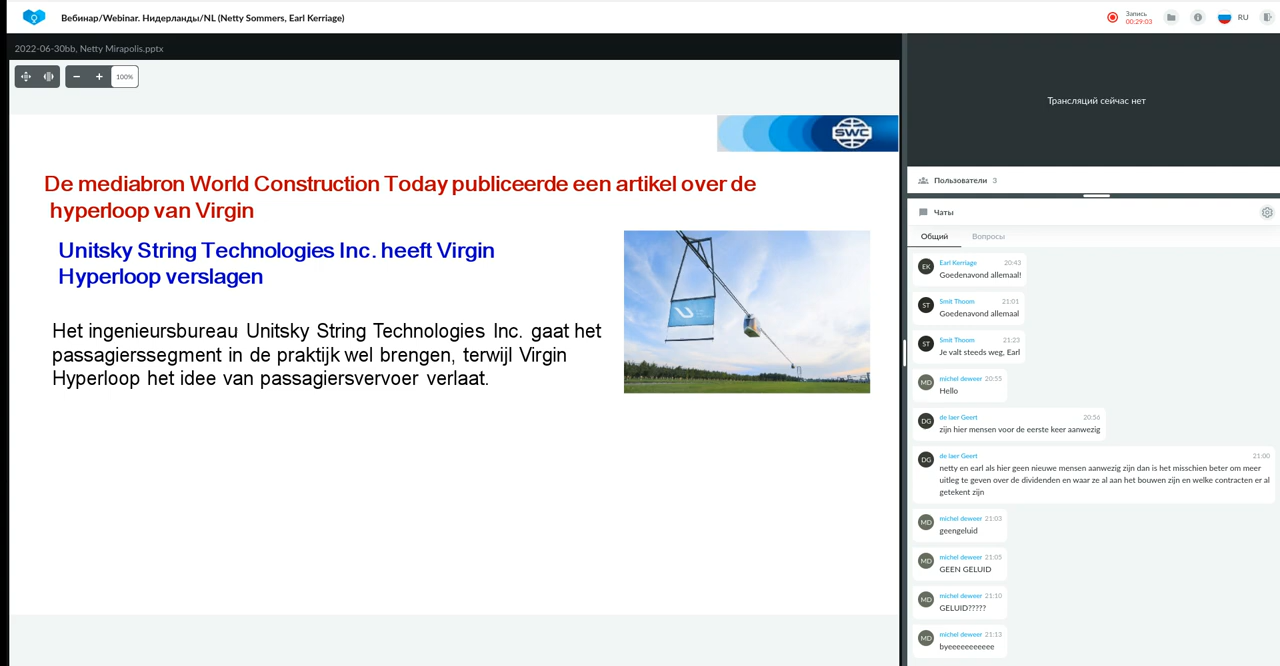 Вебинар/Webinar. Нидерланды/NL (Netty Sommers, Earl Kerriage)
Запись
00:29:03
RU
2022-06-30bb, Netty Mirapolis.pptx
100%
SWC
De mediabron World Construction Today publiceerde een artikel over de
hyperloop van Virgin
Unitsky String Technologies Inc. heeft Virgin
Hyperloop verslagen
Het ingenieursbureau Unitsky String Technologies Inc. gaat het
passagierssegment in de praktijk wel brengen, terwijl Virgin
Hyperloop het idee van passagiersvervoer verlaat.
Трансляций сейчас нет
Пользователи 3
Чаты
Общий Вопросы
EK Earl Kerriage 20:43
Goedenavond allemaal!
ST Smit Thoom 21:01
Goedenavond allemaal
ST Smit Thoom 21:23
Je valt steeds weg, Earl
MD michel deweer 20:55
Hello
DG de laer Geert 20:56
zijn hier mensen voor de eerste keer aanwezig
DG de laer Geert 21:00
netty en earl als hier geen nieuwe mensen aanwezig zijn dan is het misschien beter om meer
uitleg te geven over de dividenden en waar ze al aan het bouwen zijn en welke contracten er al
getekent zijn
MD michel deweer 21:03
geengeluid
MD michel deweer 21:05
GEEN GELUID
MD michel deweer 21:10
GELUID?????
MD michel deweer 21:13
byeeeeeeeeeee